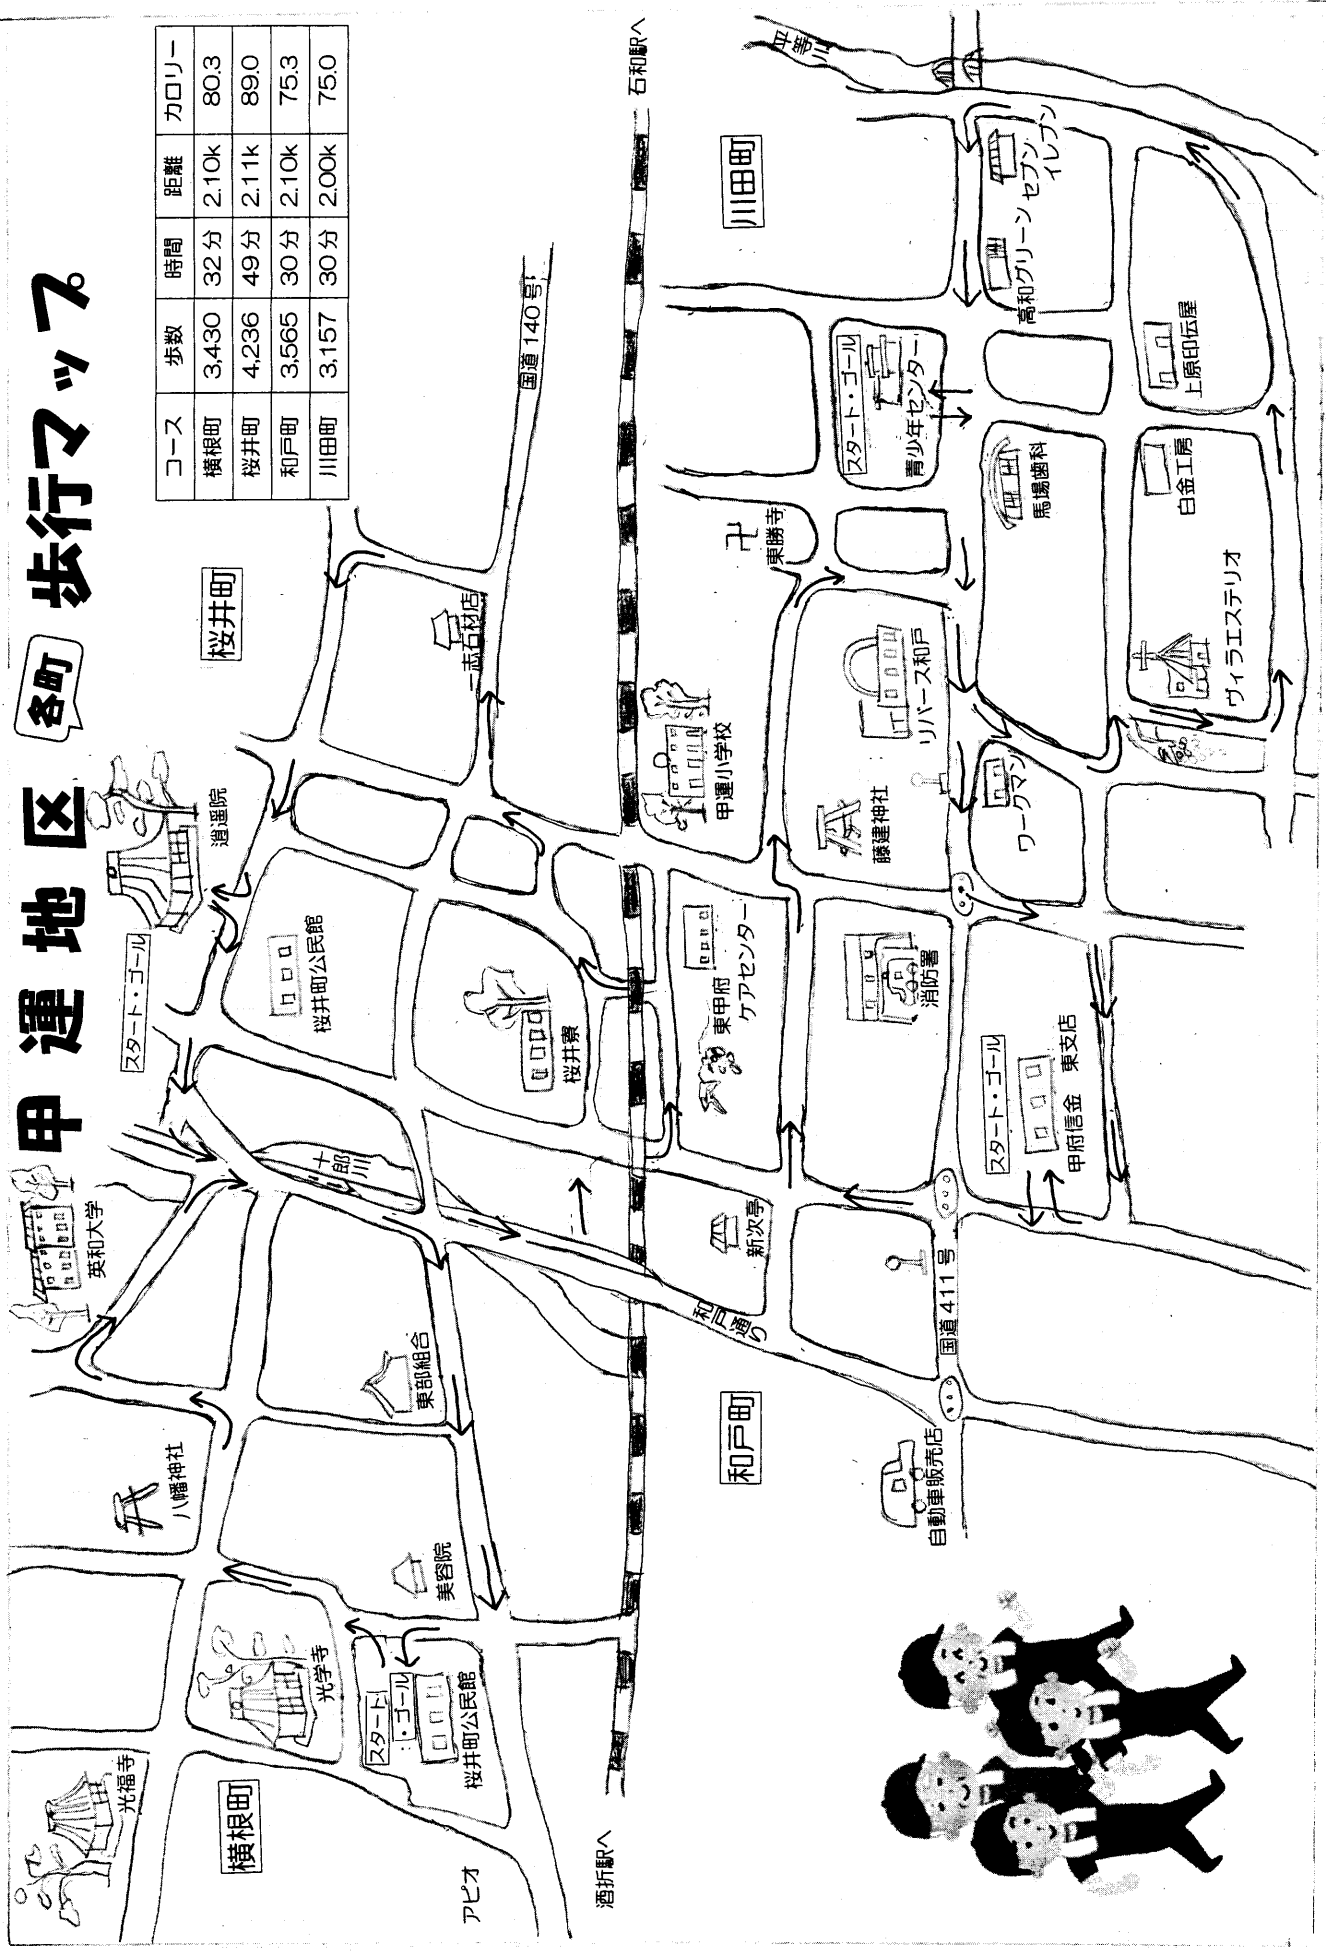 甲運地区 各町 歩行マップ
コース 歩数 時間 距離 カロリー
横根町 3,430 32分 2.10k 80.3
桜井町 4,236 49分 2.11k 89.0
和戸町 3,565 30分 2.10k 75.3
川田町 3,157 30分 2.00k 75.0
光福寺
横根町
アピオ
酒折駅へ
光学寺
スタート
・ゴール
桜井町公民館
八幡神社
美容院
東部組合
英和大学
十郎川
スタート・ゴール
逍遥院
桜井町公民館
桜井寮
桜井町
一志石材店
国道140号
石和駅へ
和戸町
和戸通り
新次亭
東甲府
ケアセンター
甲運小学校
東勝寺
川田町
平等川
自動車販売店
国道411号
消防署
藤建神社
リバース和戸
スタート・ゴール
青少年センター
スタート・ゴール
甲府信金 東支店
ワークマン
馬場歯科
高和グリーン
セブン
イレブン
ヴィラエステリオ
白金工房
上原印伝屋